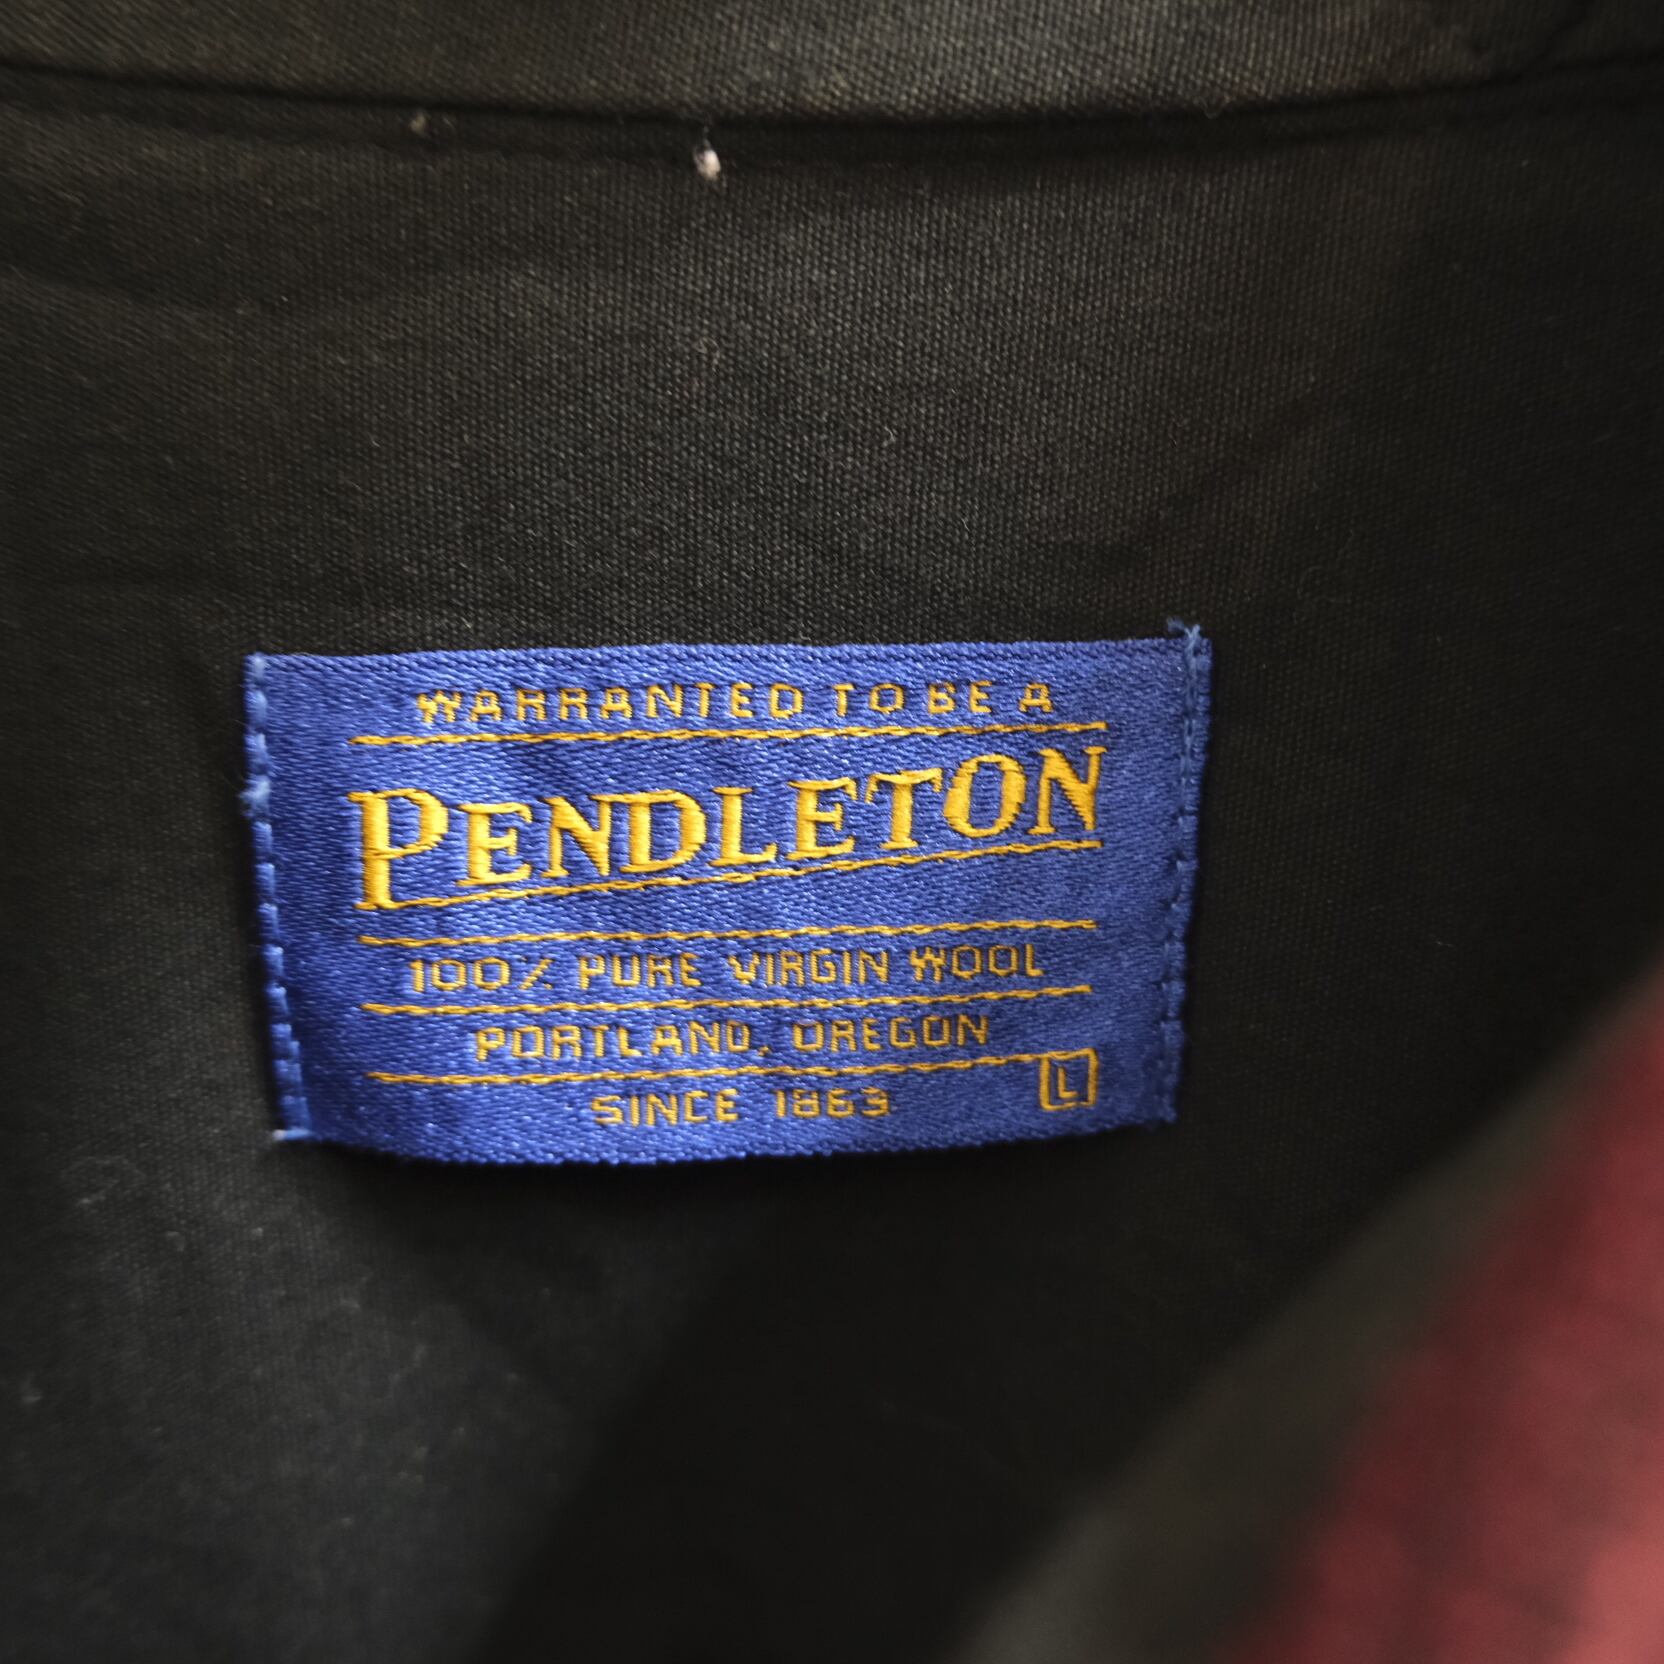 WARRANTED TO BE A
PENDLETON
100% PURE VIRGIN WOOL
PORTLAND, OREGON
SINCE 1863
L